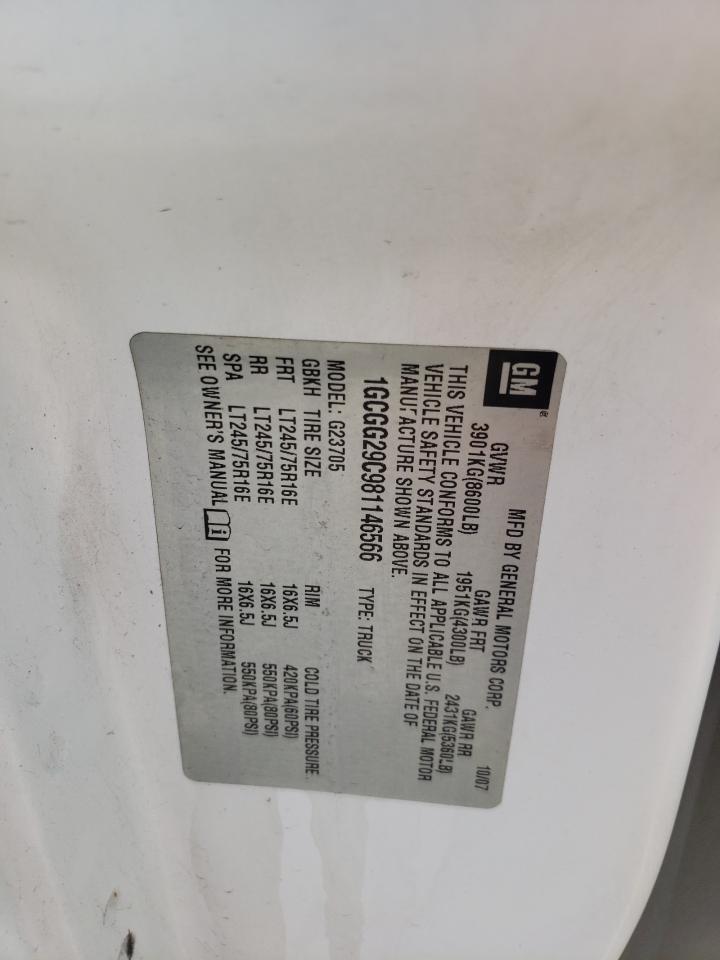 GM®
MFD BY GENERAL MOTORS CORP. 10/07
GVWR GAWR FRT GAWR RR
3901KG(8600LB) 1951KG(4300LB) 2431KG(5360LB)
THIS VEHICLE CONFORMS TO ALL APPLICABLE U.S. FEDERAL MOTOR
VEHICLE SAFETY STANDARDS IN EFFECT ON THE DATE OF
MANUFACTURE SHOWN ABOVE.
1GCGG29C981146566 TYPE: TRUCK
MODEL: G23705
GBKH TIRE SIZE RIM COLD TIRE PRESSURE
FRT LT245/75R16E 16X6.5J 420KPA(60PSI)
RR LT245/75R16E 16X6.5J 550KPA(80PSI)
SPA LT245/75R16E 16X6.5J 550KPA(80PSI)
SEE OWNER'S MANUAL FOR MORE INFORMATION.